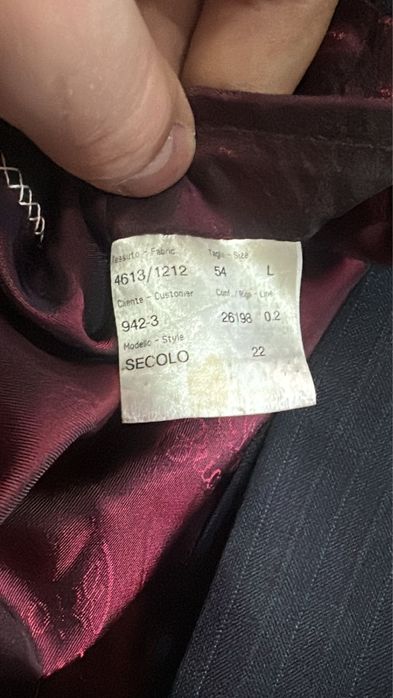 Tessuto - Fabric Taglia - Size
4613/1212 54 L
Cliente - Customer Conf./Riga - Line
942-3 26198 0.2
Modello - Style
SECOLO 22